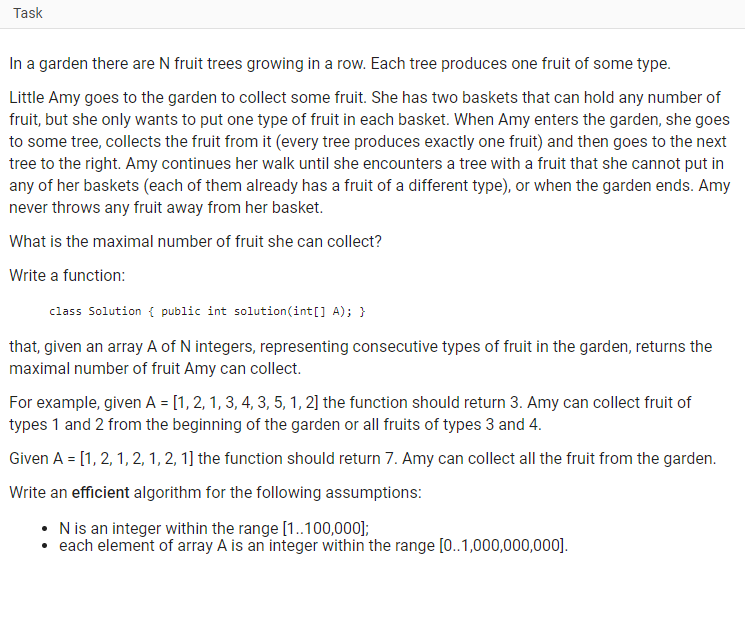 Task
In a garden there are N fruit trees growing in a row. Each tree produces one fruit of some type.
Little Amy goes to the garden to collect some fruit. She has two baskets that can hold any number of
fruit, but she only wants to put one type of fruit in each basket. When Amy enters the garden, she goes
to some tree, collects the fruit from it (every tree produces exactly one fruit) and then goes to the next
tree to the right. Amy continues her walk until she encounters a tree with a fruit that she cannot put in
any of her baskets (each of them already has a fruit of a different type), or when the garden ends. Amy
never throws any fruit away from her basket.
What is the maximal number of fruit she can collect?
Write a function:
class Solution { public int solution(int[] A); }
that, given an array A of N integers, representing consecutive types of fruit in the garden, returns the
maximal number of fruit Amy can collect.
For example, given A = [1, 2, 1, 3, 4, 3, 5, 1, 2] the function should return 3. Amy can collect fruit of
types 1 and 2 from the beginning of the garden or all fruits of types 3 and 4.
Given A = [1, 2, 1, 2, 1, 2, 1] the function should return 7. Amy can collect all the fruit from the garden.
Write an efficient algorithm for the following assumptions:
• N is an integer within the range [1..100,000];
• each element of array A is an integer within the range [0..1,000,000,000].